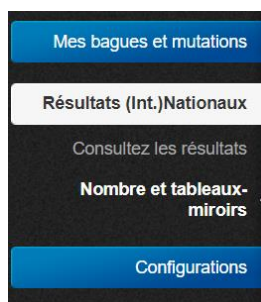 Mes bagues et mutations
Résultats (Int.)Nationaux
Consultez les résultats
Nombre et tableaux-
miroirs
Configurations